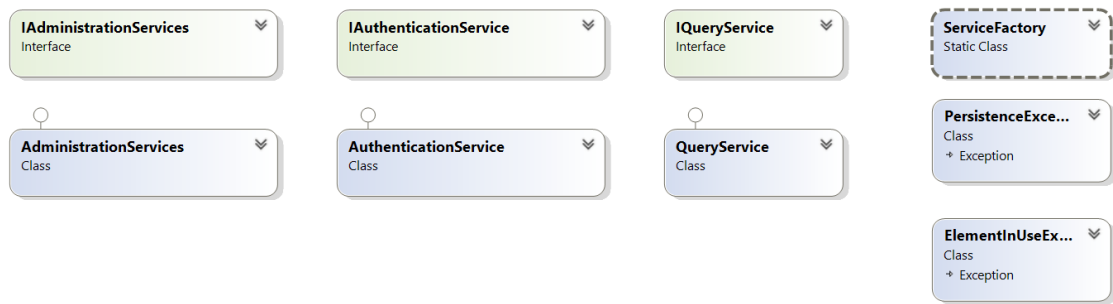 IAdministrationServices
Interface
IAuthenticationService
Interface
IQueryService
Interface
ServiceFactory
Static Class
AdministrationServices
Class
AuthenticationService
Class
QueryService
Class
PersistenceExce...
Class
Exception
ElementInUseEx...
Class
Exception